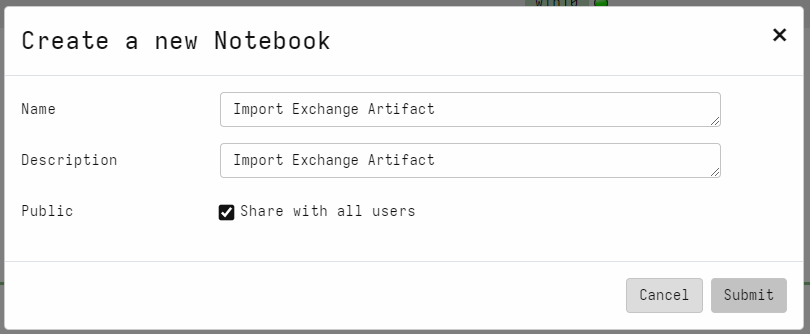 Create a new Notebook
Name
Import Exchange Artifact
Description
Import Exchange Artifact
Public
Share with all users
Cancel
Submit